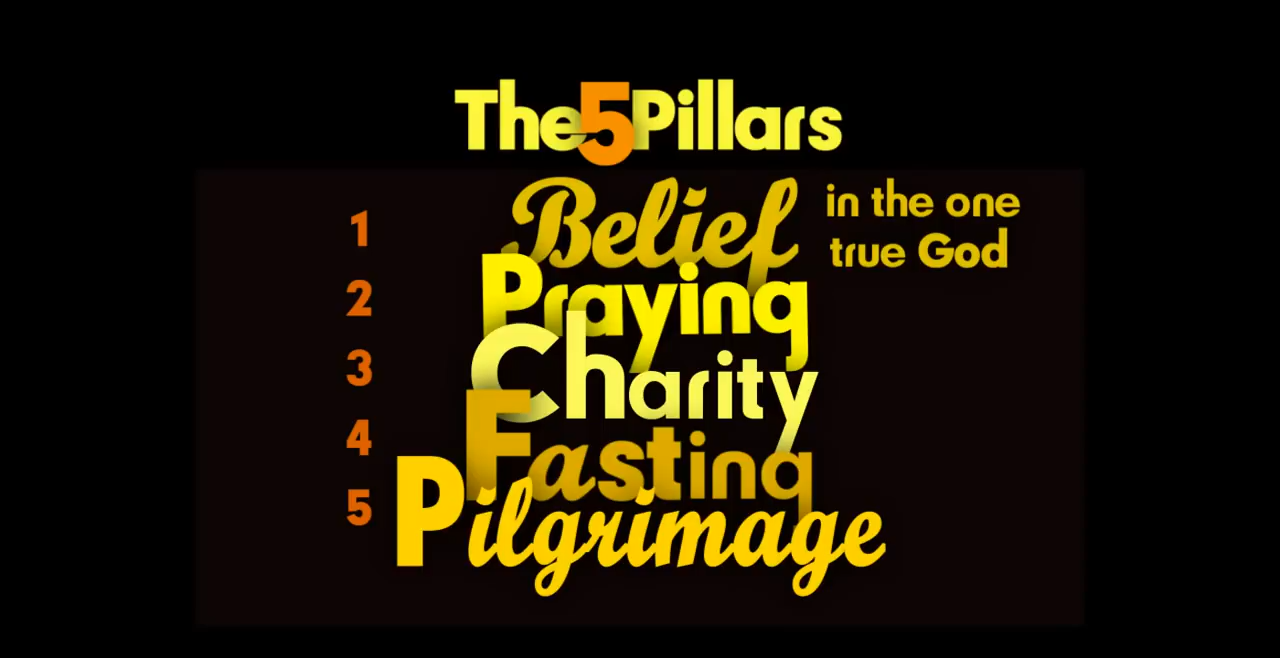 The 5 Pillars
1 Belief in the one true God
2 Praying
3 Charity
4 Fasting
5 Pilgrimage